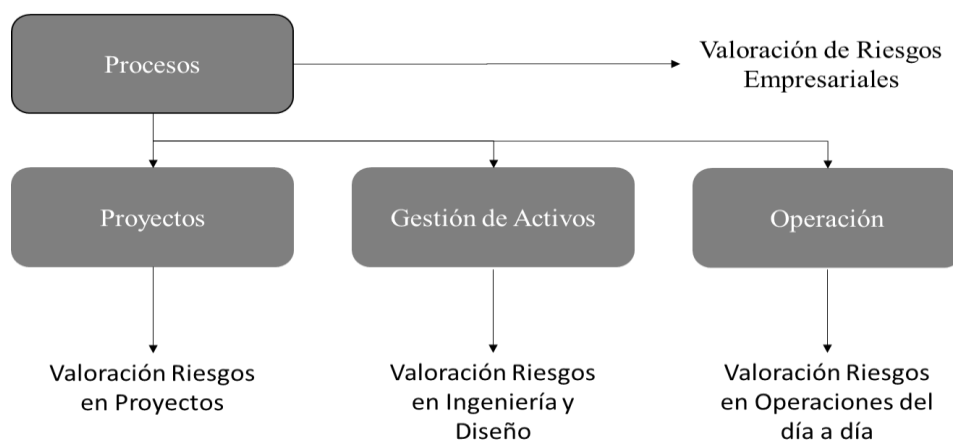 Procesos
Valoración de Riesgos
Empresariales
Proyectos
Gestión de Activos
Operación
Valoración Riesgos
en Proyectos
Valoración Riesgos
en Ingeniería y
Diseño
Valoración Riesgos
en Operaciones del
día a día